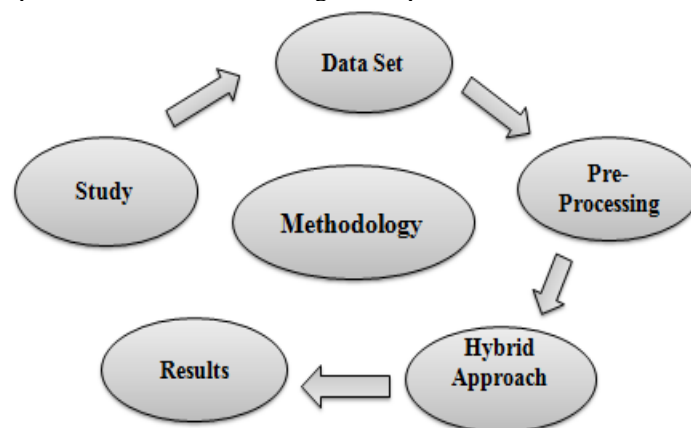 Data Set
Study
Pre-
Processing
Methodology
Hybrid
Approach
Results